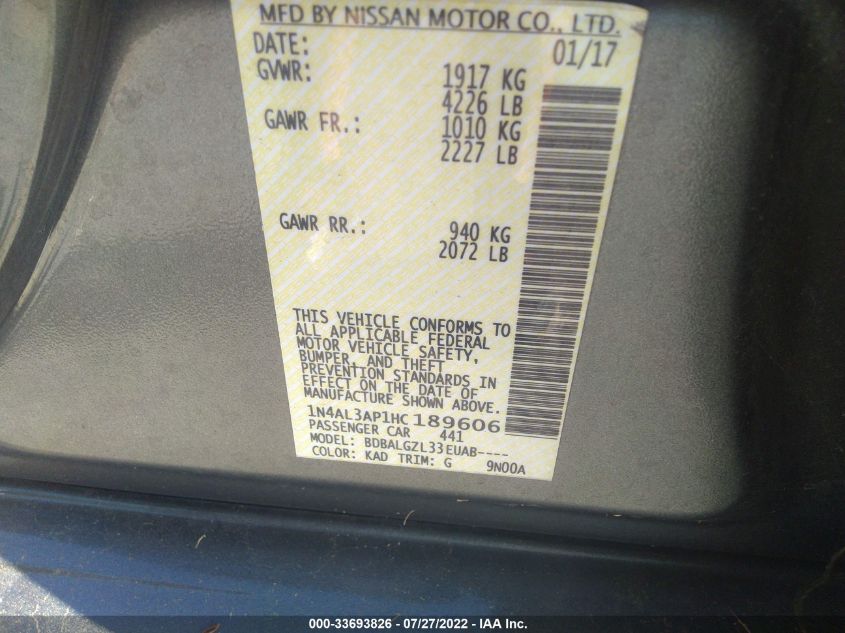 MFD BY NISSAN MOTOR CO., LTD.
DATE: 01/17
GVWR: 1917 KG
4226 LB
GAWR FR.: 1010 KG
2227 LB
GAWR RR.: 940 KG
2072 LB
THIS VEHICLE CONFORMS TO
ALL APPLICABLE FEDERAL
MOTOR VEHICLE SAFETY,
BUMPER, AND THEFT
PREVENTION STANDARDS IN
EFFECT ON THE DATE OF
MANUFACTURE SHOWN ABOVE.
1N4AL3AP1HC189606
PASSENGER CAR 441
MODEL: BDBALGZL33EUAB----
COLOR: KAD TRIM: G 9N00A
000-33693826 / 07/27/2022 - IAA Inc.